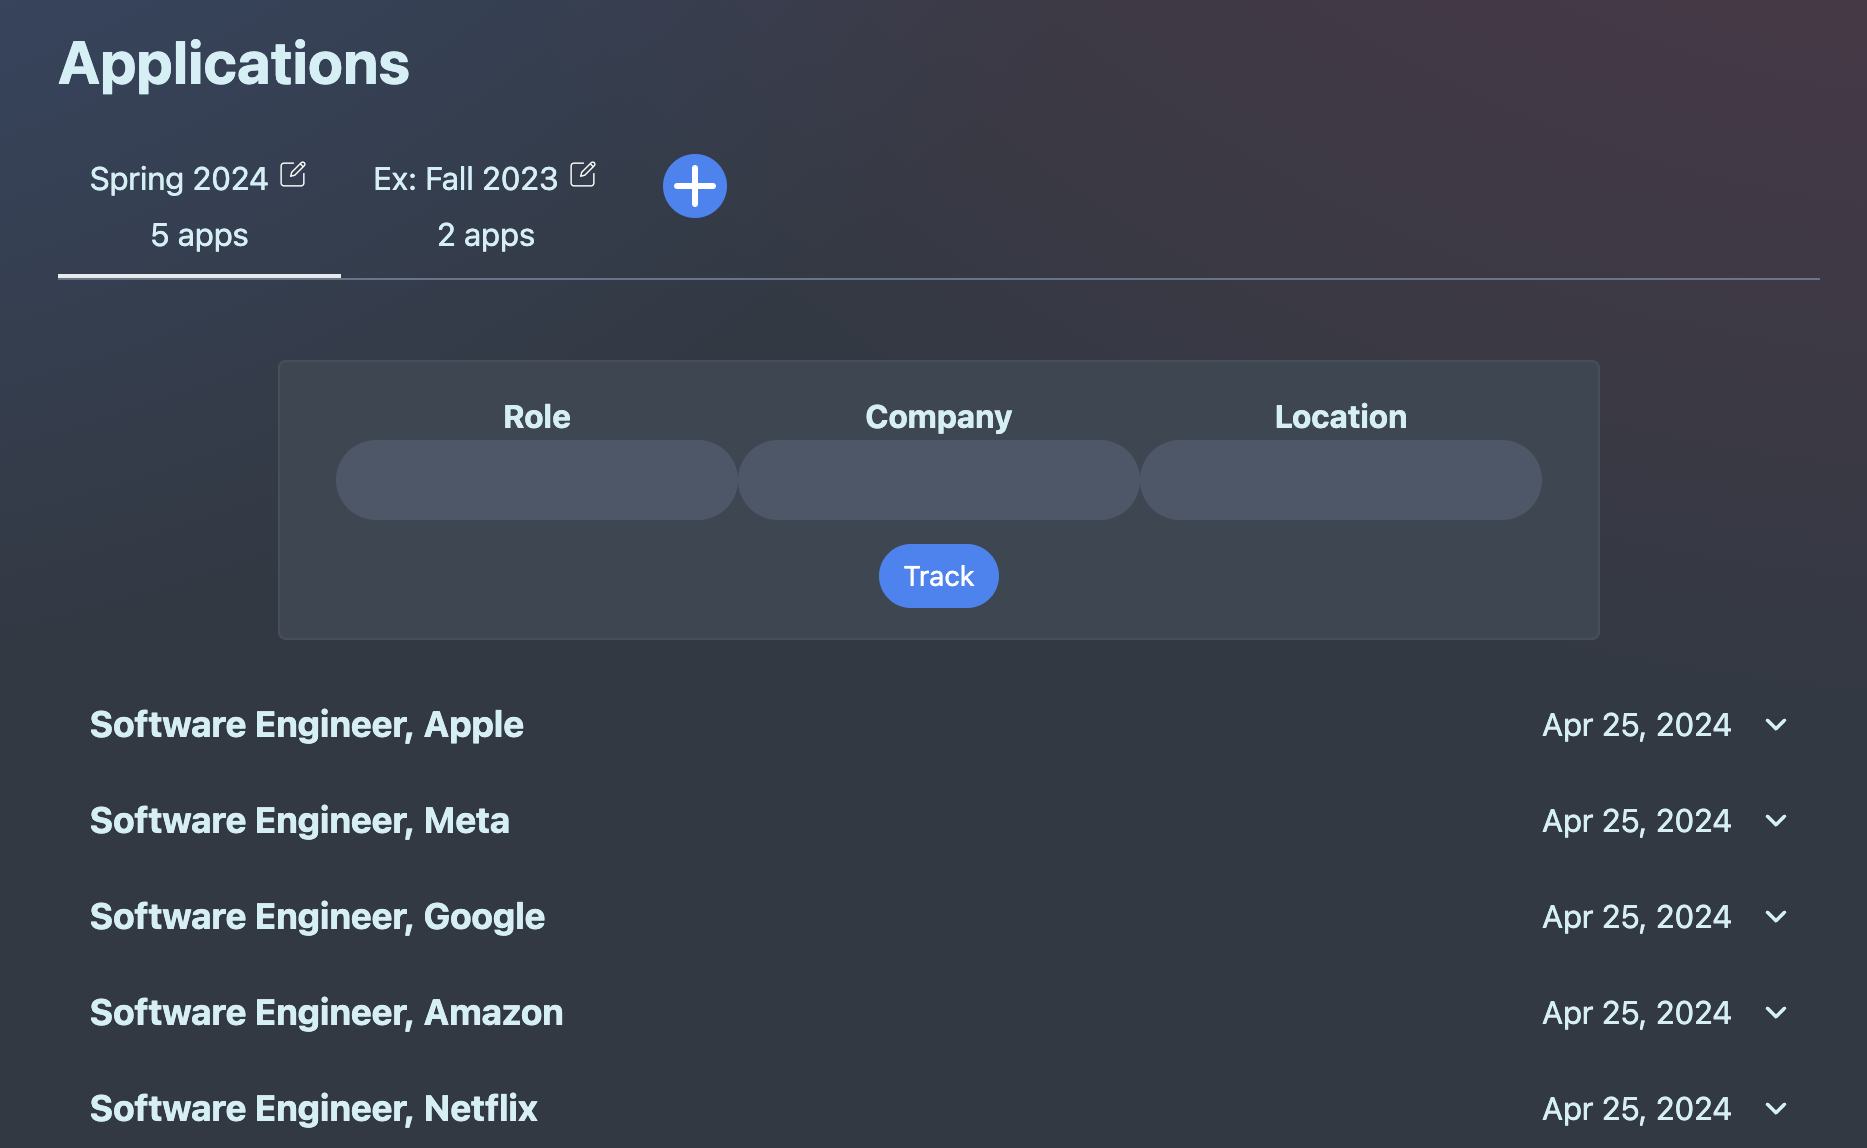 Applications
Spring 2024 Ex: Fall 2023
5 apps 2 apps
Role Company Location
Track
Software Engineer, Apple Apr 25, 2024
Software Engineer, Meta Apr 25, 2024
Software Engineer, Google Apr 25, 2024
Software Engineer, Amazon Apr 25, 2024
Software Engineer, Netflix Apr 25, 2024